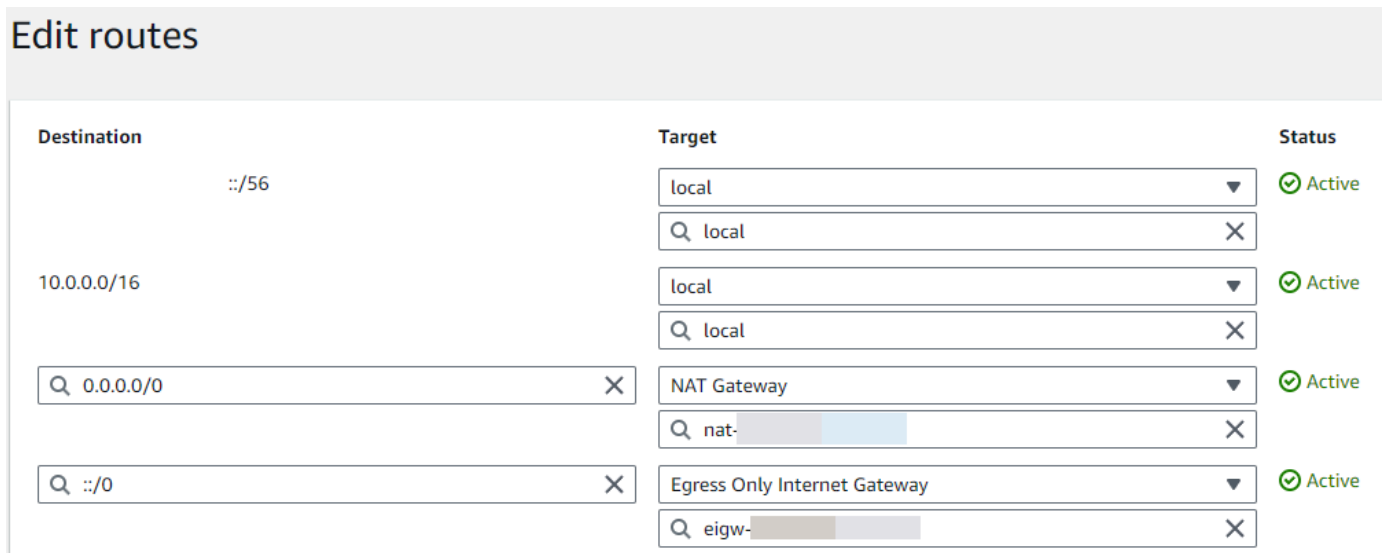 Edit routes
Destination Target Status
::/56 local Active
local
10.0.0.0/16 local Active
local
0.0.0.0/0 NAT Gateway Active
nat-
::/0 Egress Only Internet Gateway Active
eigw-